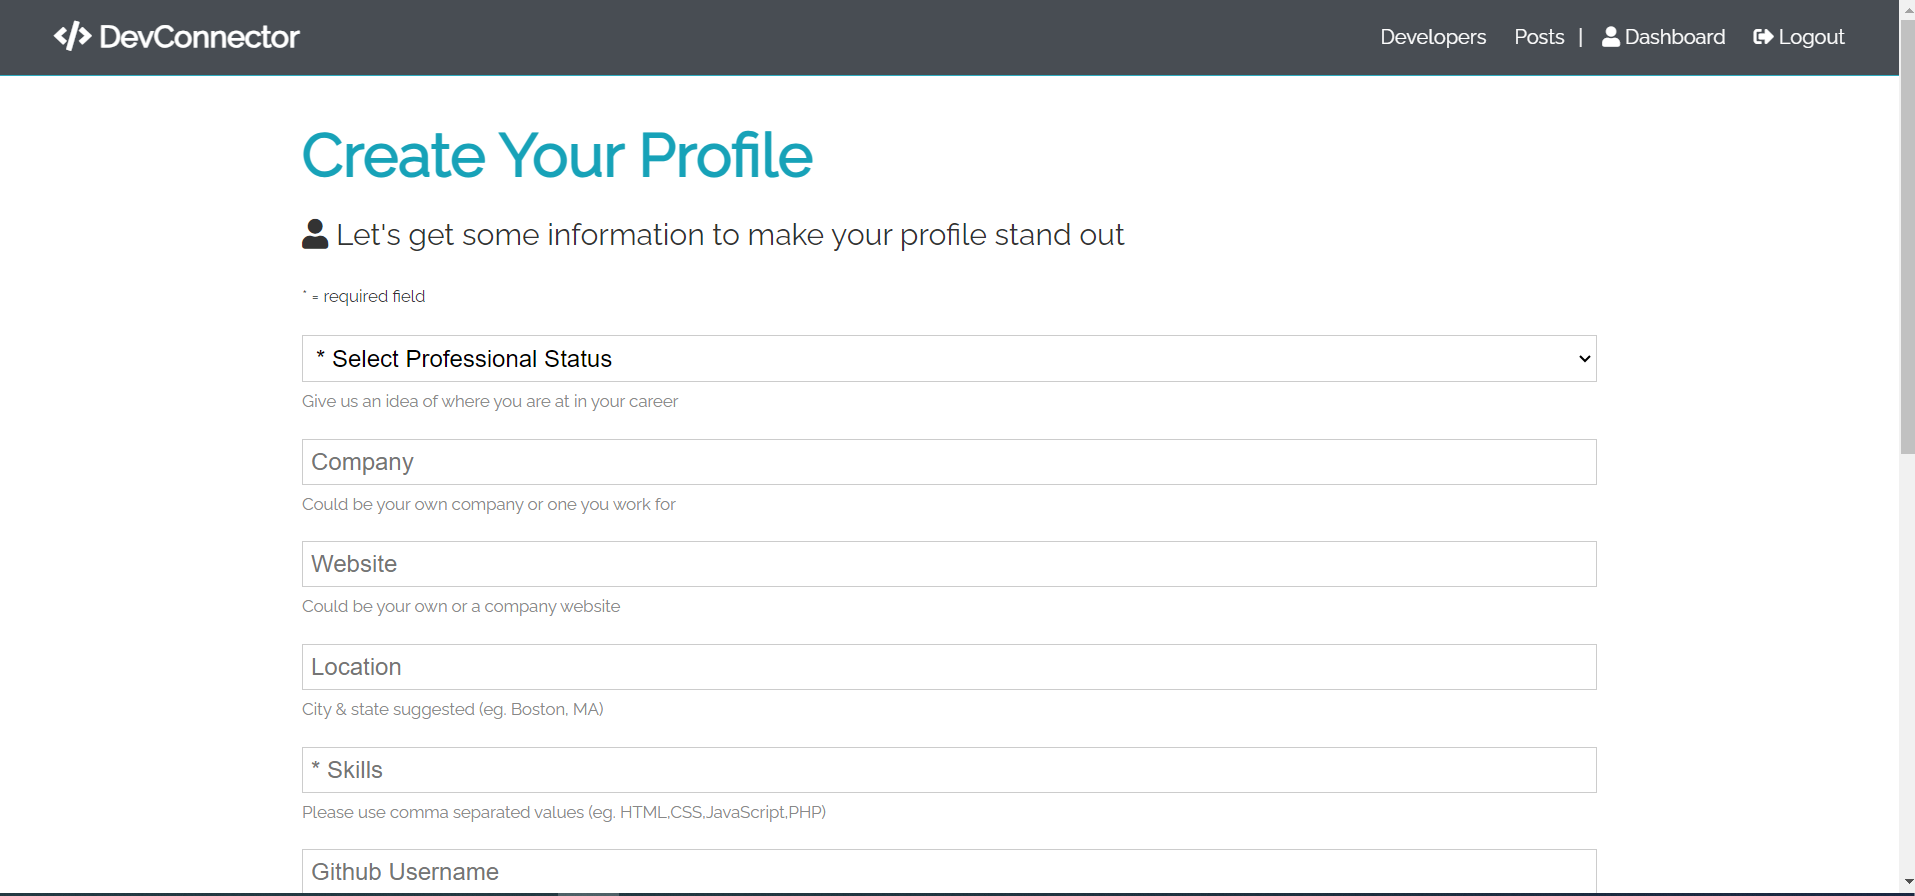 DevConnector
Developers Posts | Dashboard Logout
Create Your Profile
Let's get some information to make your profile stand out
* = required field
* Select Professional Status
Give us an idea of where you are at in your career
Company
Could be your own company or one you work for
Website
Could be your own or a company website
Location
City & state suggested (eg. Boston, MA)
* Skills
Please use comma separated values (eg. HTML,CSS,JavaScript,PHP)
Github Username